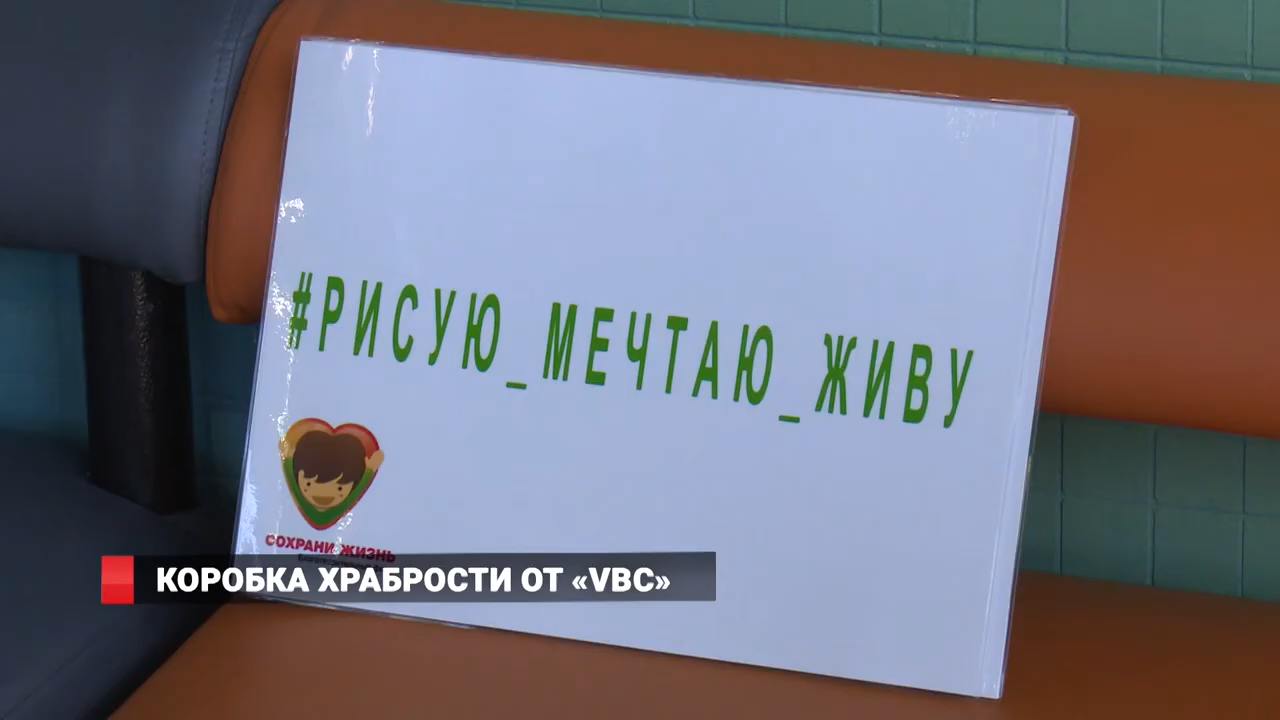 #РИСУЮ_МЕЧТАЮ_ЖИВУ
СОХРАНИ ЖИЗНЬ
КОРОБКА ХРАБРОСТИ ОТ «VBC»